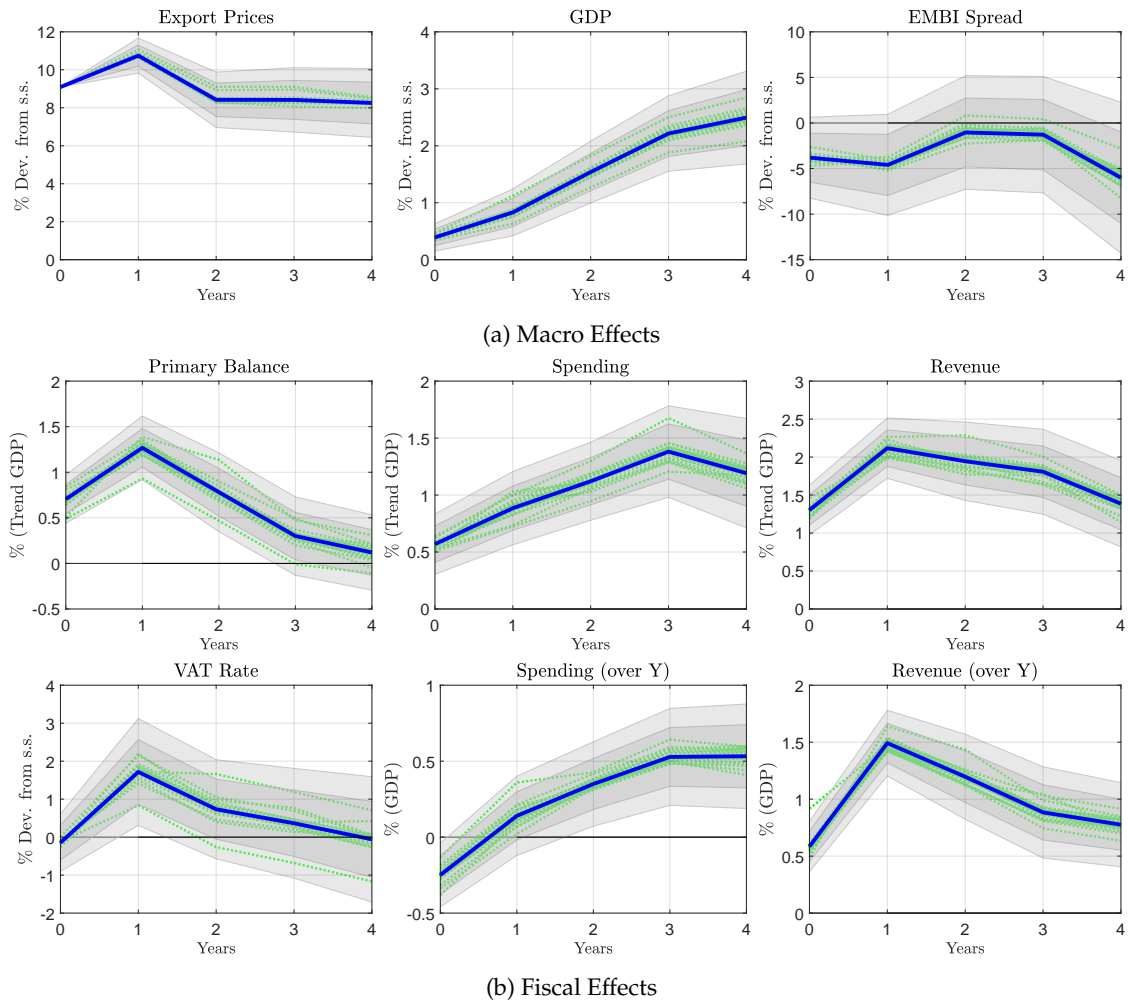 Export Prices
GDP
EMBI Spread
% Dev. from s.s.
12
10
8
6
4
2
0
0 1 2 3 4
Years
% Dev. from s.s.
4
3
2
1
0
0 1 2 3 4
Years
% Dev. from s.s.
10
5
0
-5
-10
-15
0 1 2 3 4
Years
(a) Macro Effects
Primary Balance
Spending
Revenue
% (Trend GDP)
2
1.5
1
0.5
0
-0.5
0 1 2 3 4
Years
% (Trend GDP)
2
1.5
1
0.5
0
0 1 2 3 4
Years
% (Trend GDP)
3
2.5
2
1.5
1
0.5
0
0 1 2 3 4
Years
VAT Rate
Spending (over Y)
Revenue (over Y)
% Dev. from s.s.
4
3
2
1
0
-1
-2
0 1 2 3 4
Years
% (GDP)
1
0.5
0
-0.5
0 1 2 3 4
Years
% (GDP)
2
1.5
1
0.5
0
0 1 2 3 4
Years
(b) Fiscal Effects